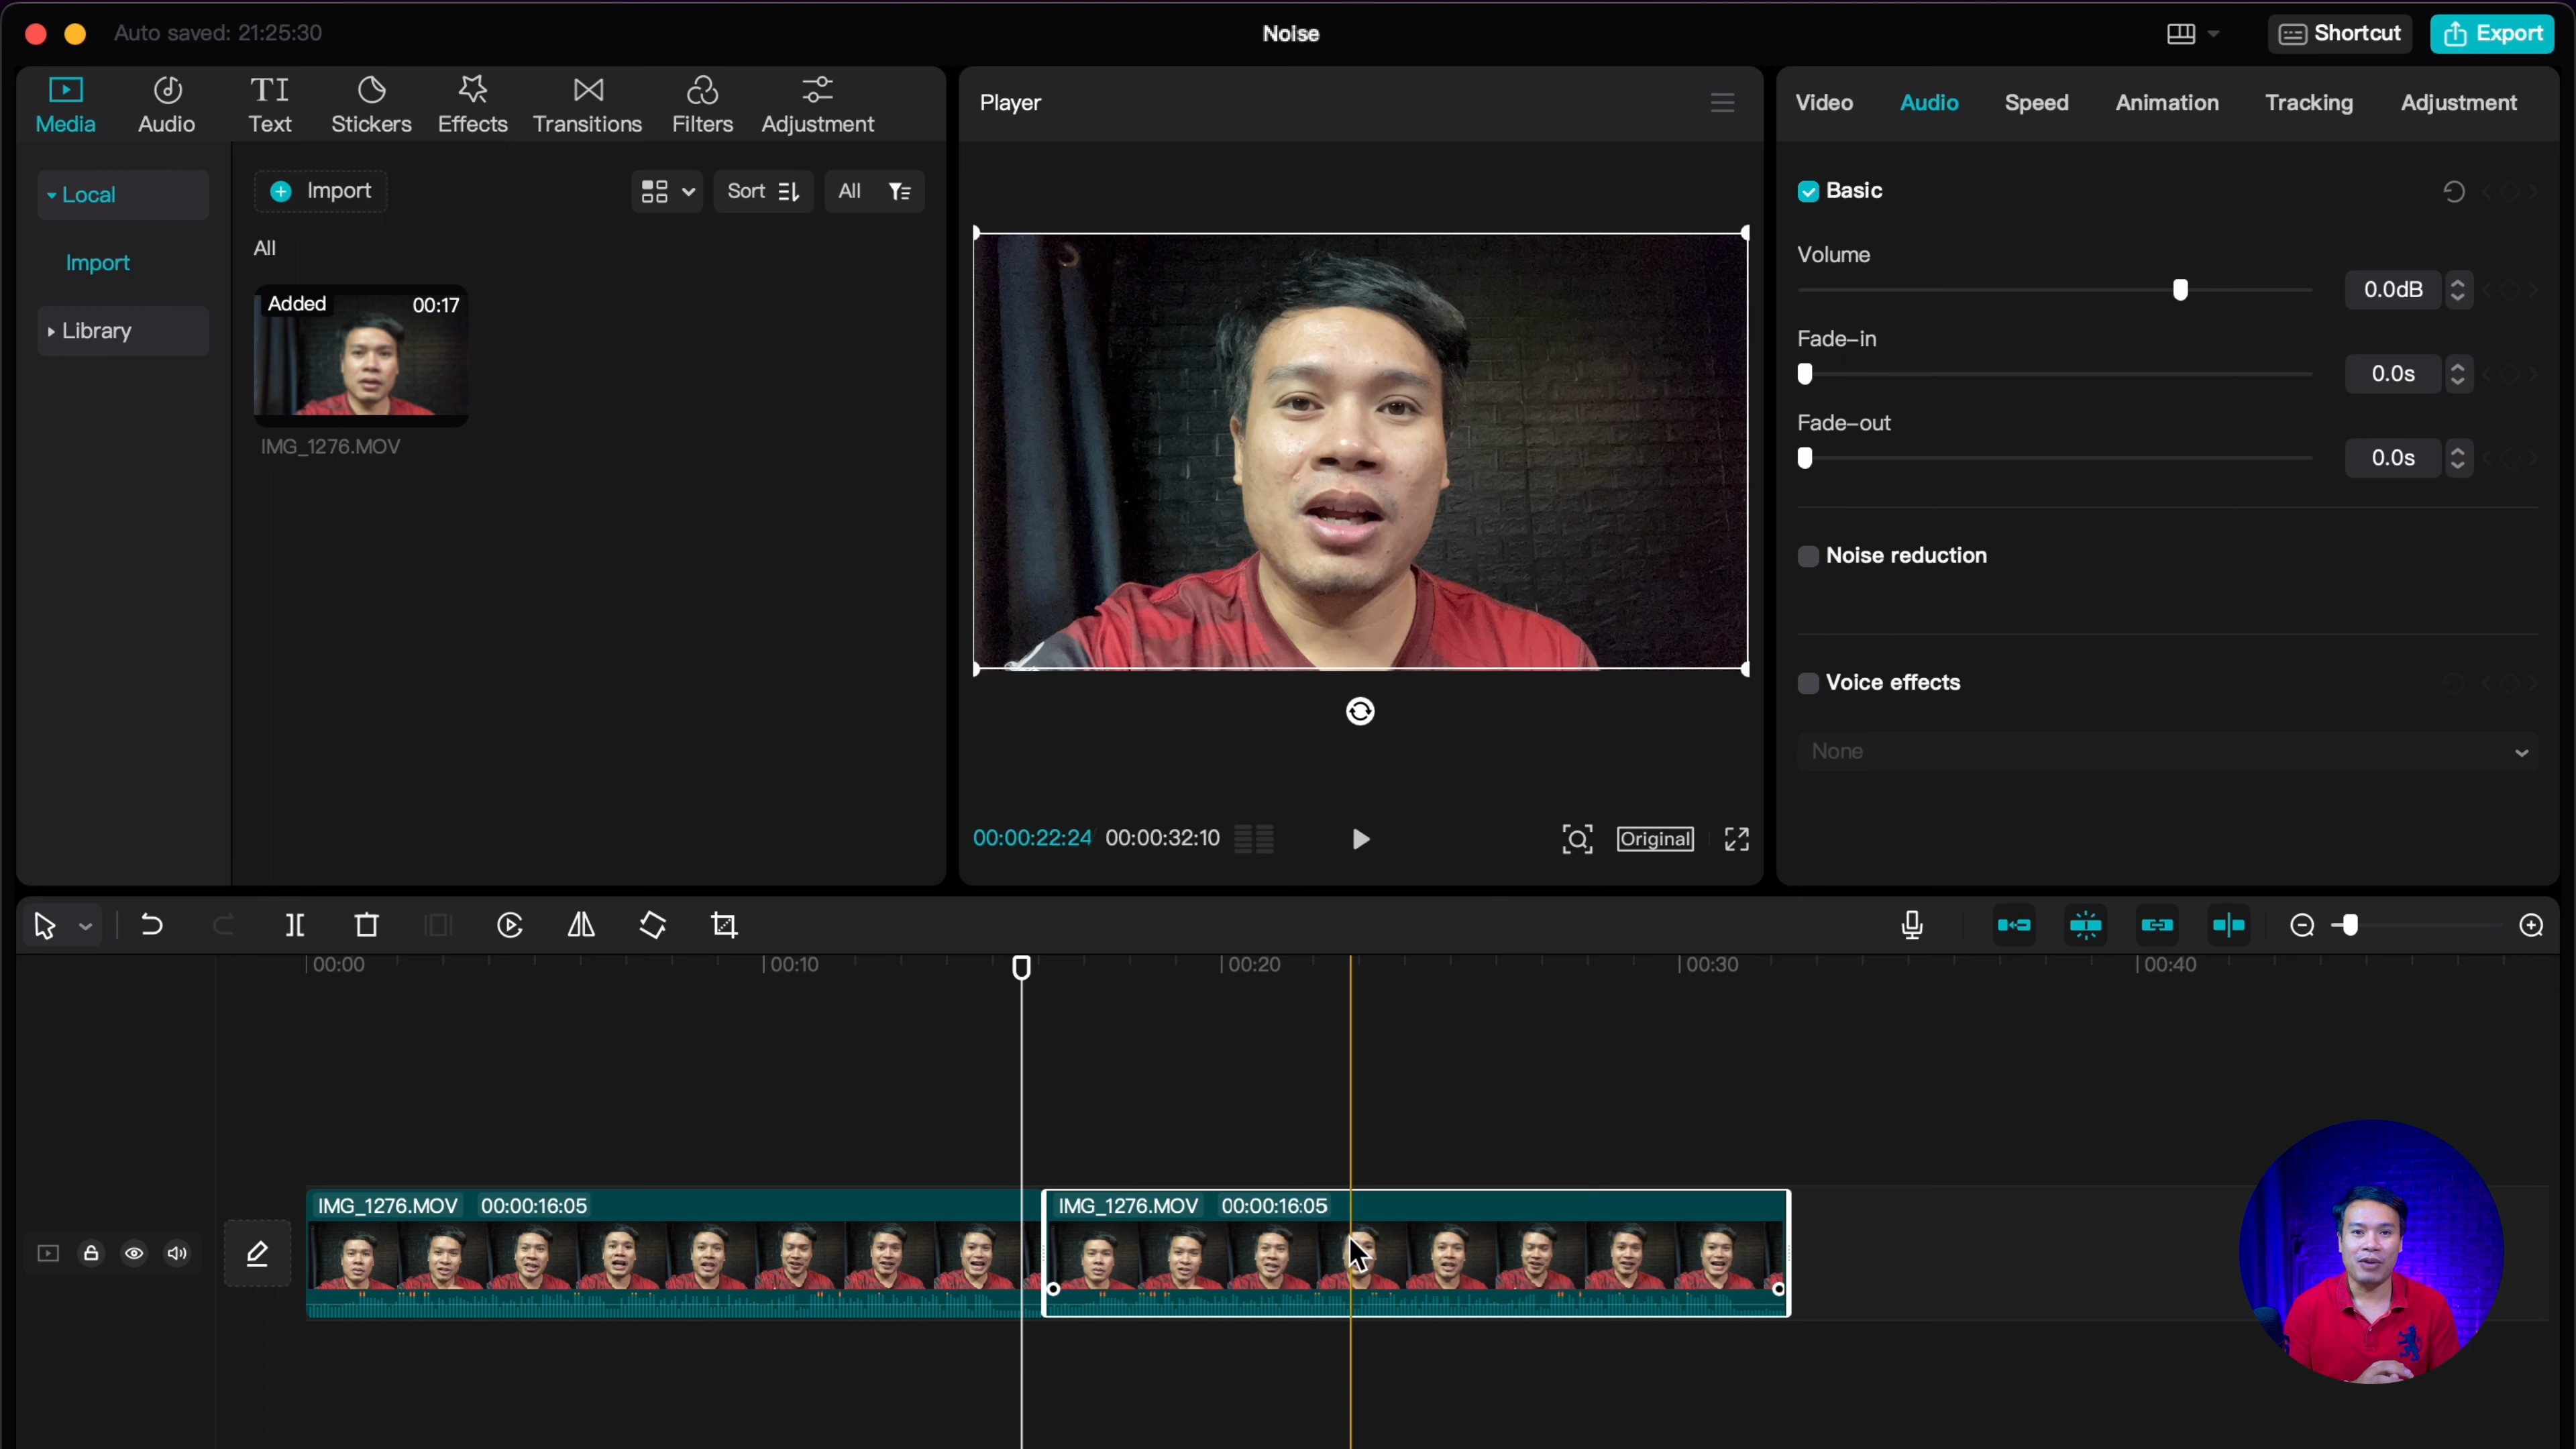 Auto saved: 21:25:30
Noise
Shortcut
Export
Media
Audio
Text
Stickers
Effects
Transitions
Filters
Adjustment
Local
Import
Library
Import
Sort
All
All
Added
00:17
IMG_1276.MOV
Player
00:00:22:24
00:00:32:10
Original
Video
Audio
Speed
Animation
Tracking
Adjustment
Basic
Volume
0.0dB
Fade-in
0.0s
Fade-out
0.0s
Noise reduction
Voice effects
None
00:00
00:10
00:20
00:30
00:40
IMG_1276.MOV 00:00:16:05
IMG_1276.MOV 00:00:16:05